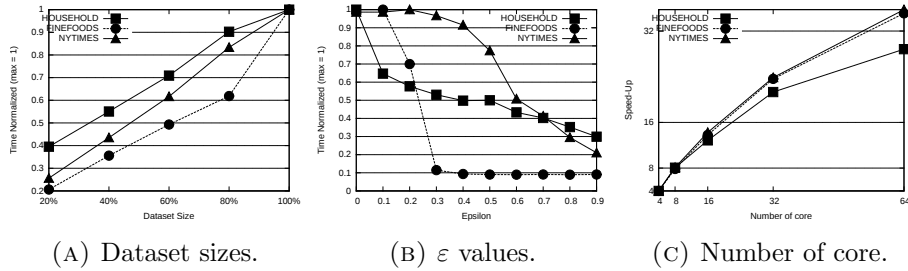 HOUSEHOLD
FINEFOODS
NYTIMES
1
0.9
0.8
0.7
0.6
0.5
0.4
0.3
0.2
Time Normalized (max = 1)
20% 40% 60% 80% 100%
Dataset Size
(A) Dataset sizes.
HOUSEHOLD
FINEFOODS
NYTIMES
1
0.9
0.8
0.7
0.6
0.5
0.4
0.3
0.2
0.1
0
Time Normalized (max = 1)
0 0.1 0.2 0.3 0.4 0.5 0.6 0.7 0.8 0.9
Epsilon
(B) ε values.
HOUSEHOLD
FINEFOODS
NYTIMES
32
16
8
4
Speed-Up
4 8 16 32 64
Number of core
(C) Number of core.